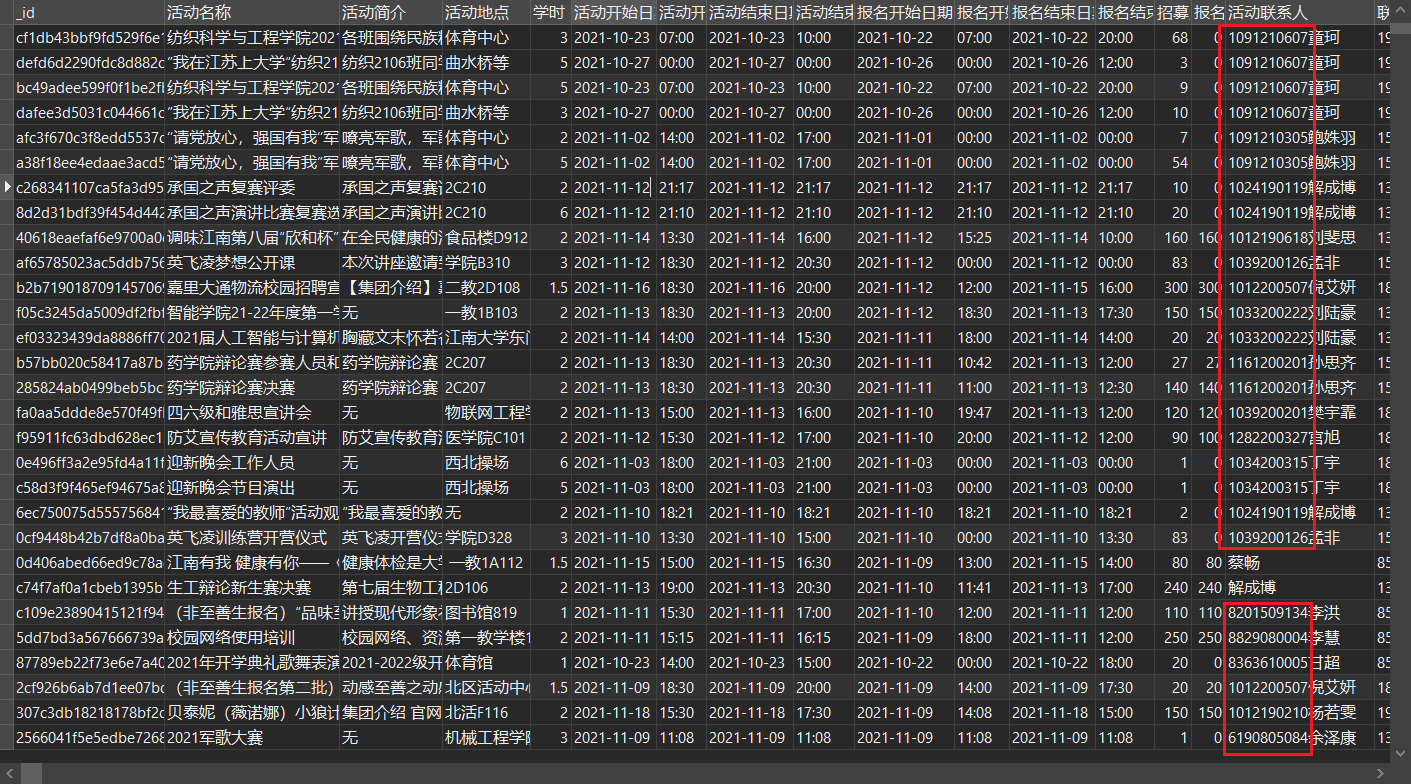 _id 活动名称 活动简介 活动地点 学时 活动开始日 活动开 活动结束日期 活动结束 报名开始日期 报名开始 报名结束日 报名结束 招募 报名 活动联系人
cf1db43bbf9fd529f6e 纺织科学与工程学院2021 各班围绕民族 体育中心 3 2021-10-23 07:00 2021-10-23 10:00 2021-10-22 07:00 2021-10-22 20:00 68 0 1091210607童珂 19
defd6d2290fdc8d882c “我在江苏上大学”纺织21 纺织2106班同学 曲水桥等 5 2021-10-27 00:00 2021-10-27 00:00 2021-10-26 00:00 2021-10-26 12:00 3 0 1091210607童珂 19
bc49adee599f0f1be2f 纺织科学与工程学院2021 各班围绕民族 体育中心 5 2021-10-23 07:00 2021-10-23 10:00 2021-10-22 07:00 2021-10-22 20:00 9 0 1091210607童珂 19
dafee3d5031c044661c “我在江苏上大学”纺织21 纺织2106班同学 曲水桥等 3 2021-10-27 00:00 2021-10-27 00:00 2021-10-26 00:00 2021-10-26 12:00 10 0 1091210607童珂 19
afc3f670c3f8edd5537c “请党放心，强国有我”军 嘹亮军歌，军 体育中心 2 2021-11-02 14:00 2021-11-02 17:00 2021-11-01 00:00 2021-11-02 00:00 7 0 1091210305鲍姝羽 15
a38f18ee4edaae3acd5 “请党放心，强国有我”军 嘹亮军歌，军 体育中心 5 2021-11-02 14:00 2021-11-02 17:00 2021-11-01 00:00 2021-11-02 00:00 54 0 1091210305鲍姝羽 15
c268341107ca5fa3d95 承国之声复赛评委 承国之声复赛 2C210 2 2021-11-12 21:17 2021-11-12 21:17 2021-11-12 21:17 2021-11-12 21:17 10 0 1024190119解成博 13
8d2d31bdf39f454d442 承国之声演讲比赛复赛选 承国之声演讲 2C210 6 2021-11-12 21:10 2021-11-12 21:10 2021-11-12 21:10 2021-11-12 21:10 20 0 1024190119解成博 13
40618eaefaf6e9700a0 调味江南第八届“欣和杯” 在全民健康的 食品楼D912 2 2021-11-14 13:30 2021-11-14 16:00 2021-11-12 15:25 2021-11-14 10:00 160 160 1012190618刘斐思 13
af65785023ac5ddb756 英飞凌梦想公开课 本次讲座邀请 学院B310 3 2021-11-12 18:30 2021-11-12 20:30 2021-11-12 00:00 2021-11-12 00:00 83 0 1039200126孟非 15
b2b719018709145706 嘉里大通物流校园招聘宣 【集团介绍】嘉 二教2D108 1.5 2021-11-16 18:30 2021-11-16 20:00 2021-11-12 12:00 2021-11-15 16:00 300 300 1012200507倪艾妍 18
f05c3245da5009df2fbf 智能学院21-22年度第一学 无 一教1B103 2 2021-11-13 18:30 2021-11-13 20:00 2021-11-12 18:30 2021-11-13 17:30 150 150 1033200222刘陆豪 13
ef03323439da8886ff70 2021届人工智能与计算机 胸藏文末怀若谷 江南大学东门 2 2021-11-14 14:00 2021-11-14 15:30 2021-11-11 18:00 2021-11-14 14:00 20 20 1033200222刘陆豪 13
b57bb020c58417a87b 药学院辩论赛参赛人员和 药学院辩论赛 2C207 2 2021-11-13 18:30 2021-11-13 20:30 2021-11-11 10:42 2021-11-13 12:00 27 27 1161200201孙思齐 15
285824ab0499beb5bc 药学院辩论赛决赛 药学院辩论赛 2C207 2 2021-11-13 18:30 2021-11-13 20:30 2021-11-11 11:00 2021-11-13 12:30 140 140 1161200201孙思齐 15
fa0aa5ddde8e570f49f 四六级和雅思宣讲会 无 物联网工程学 2 2021-11-13 15:00 2021-11-13 16:00 2021-11-10 19:47 2021-11-13 12:00 120 120 1039200201樊宇霏 18
f95911fc63dbd628ec1 防艾宣传教育活动宣讲 防艾宣传教育 医学院C101 2 2021-11-12 15:30 2021-11-12 17:00 2021-11-10 20:00 2021-11-12 12:00 90 100 1282200327宫旭 18
0e496ff3a2e95fd4a11f 迎新晚会工作人员 无 西北操场 6 2021-11-03 18:00 2021-11-03 21:00 2021-11-03 00:00 2021-11-03 00:00 1 0 1034200315丁宇 18
c58d3f9f465ef94675a8 迎新晚会节目演出 无 西北操场 5 2021-11-03 18:00 2021-11-03 21:00 2021-11-03 00:00 2021-11-03 00:00 1 0 1034200315丁宇 18
6ec750075d555756841 “我最喜爱的教师”活动观 “我最喜爱的教 无 2 2021-11-10 18:21 2021-11-10 18:21 2021-11-10 18:21 2021-11-10 18:21 2 0 1024190119解成博 13
0cf9448b42b7df8a0ba 英飞凌训练营开营仪式 英飞凌开营仪式 学院D328 3 2021-11-10 13:30 2021-11-10 15:00 2021-11-10 00:00 2021-11-10 13:30 83 0 1039200126孟非 15
0d406abed66ed9c78a 江南有我 健康有你—— 健康体检是大学 一教1A112 1.5 2021-11-15 15:00 2021-11-15 16:30 2021-11-09 13:00 2021-11-15 14:00 80 80 蔡畅 15
c74f7af0a1cbeb1395b 生工辩论新生赛决赛 第七届生物工程 2D106 2 2021-11-13 19:00 2021-11-13 20:30 2021-11-10 11:41 2021-11-13 17:00 240 240 解成博 13
c109e23890415121f94 （非至善生报名）“品味 讲授现代形象 图书馆819 1 2021-11-11 15:30 2021-11-11 17:00 2021-11-10 12:00 2021-11-11 12:00 110 110 8201509134李洪 85
5dd7bd3a567666739a 校园网络使用培训 校园网络、资 第一教学楼1 2 2021-11-11 15:15 2021-11-11 16:15 2021-11-09 18:00 2021-11-11 12:00 250 250 8829080004李慧 85
87789eb22f73e6e7a40 2021年开学典礼歌舞表演 2021-2022级开 体育馆 1 2021-10-23 14:00 2021-10-23 15:00 2021-10-22 00:00 2021-10-22 18:00 20 0 8363610005甘超 85
2cf926b6ab7d1ee07bc （非至善生报名第二批） 动感至善之动 北区活动中心 1.5 2021-11-09 18:30 2021-11-09 20:00 2021-11-09 14:00 2021-11-09 17:30 20 20 1012200507倪艾妍 18
307c3db18218178bf2c 贝泰妮（薇诺娜）小狼计 集团介绍 官网 北活F116 2 2021-11-18 15:30 2021-11-18 17:30 2021-11-09 14:08 2021-11-18 15:00 150 150 1012190210杨若雯 19
2566041f5e5edbe7268 2021军歌大赛 无 机械工程学院 3 2021-11-09 11:08 2021-11-09 11:08 2021-11-09 11:08 2021-11-09 11:08 1 0 6190805084余泽康 13